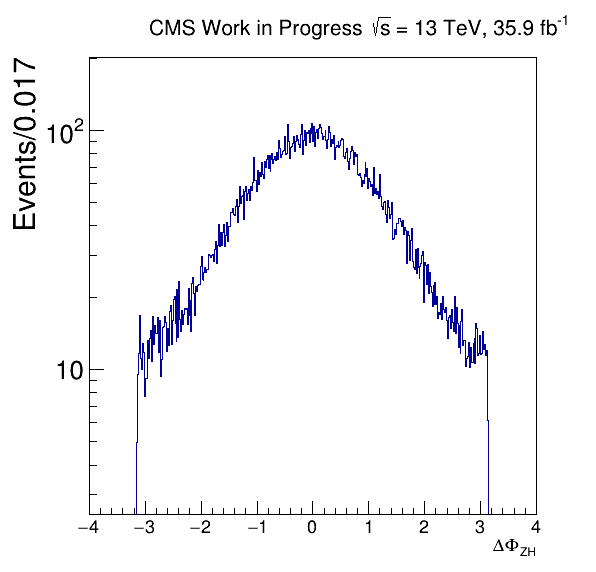 CMS Work in Progress √s = 13 TeV, 35.9 fb⁻¹
Events/0.017
10²
10
−4 −3 −2 −1 0 1 2 3 4
ΔΦ_ZH